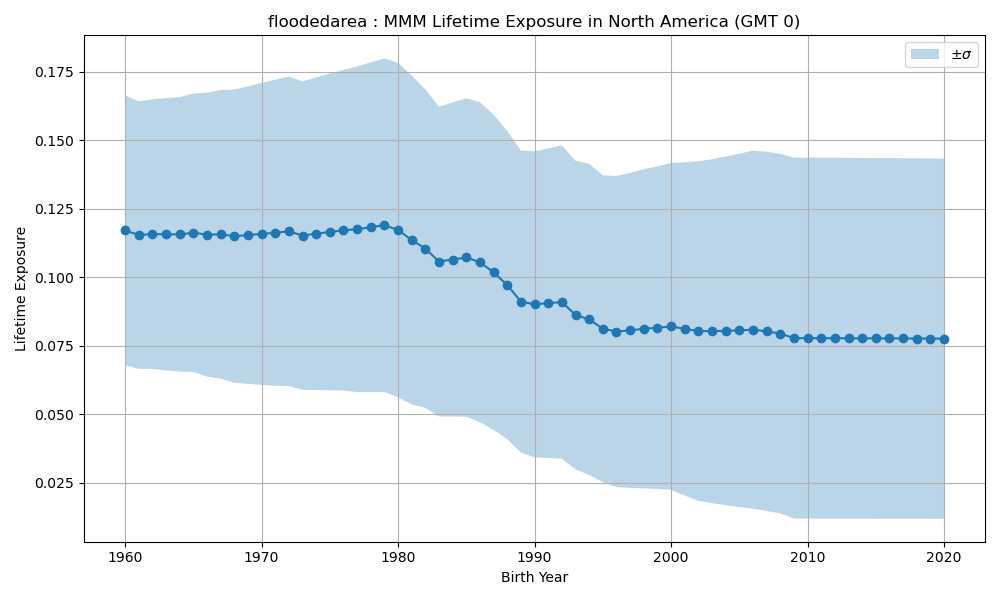 floodedarea : MMM Lifetime Exposure in North America (GMT 0)
±σ
Lifetime Exposure
0.175
0.150
0.125
0.100
0.075
0.050
0.025
1960 1970 1980 1990 2000 2010 2020
Birth Year